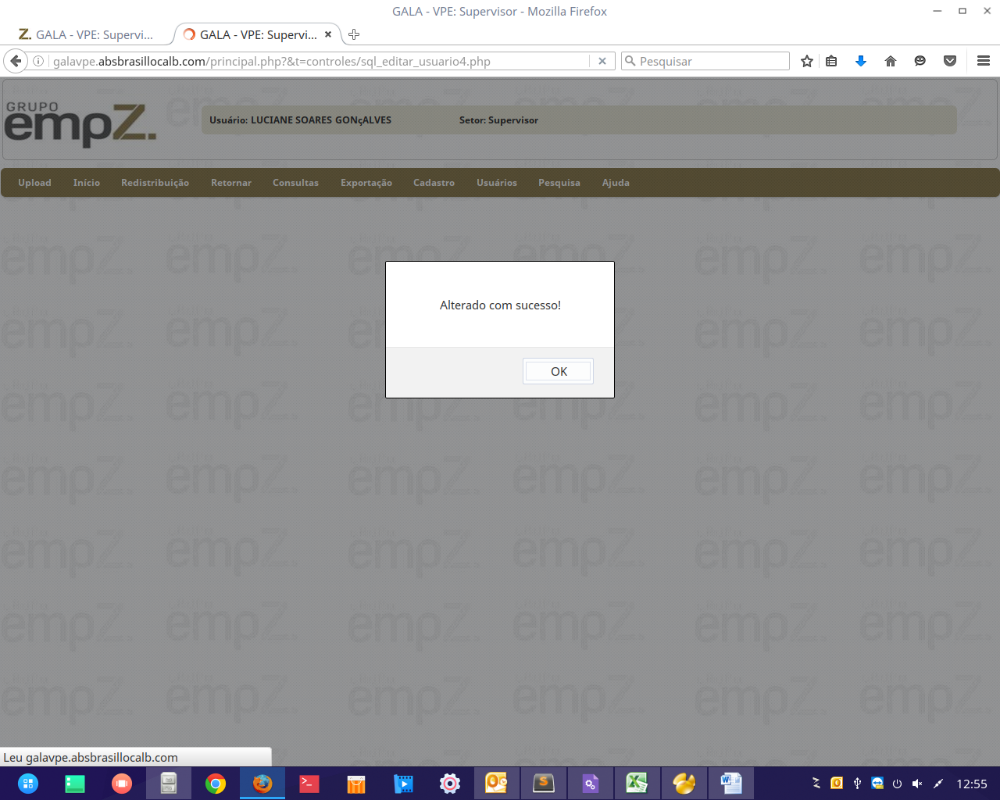 GALA - VPE: Supervisor - Mozilla Firefox
GALA - VPE: Supervi...
GALA - VPE: Supervi...
galavpe.absbrasillocalb.com/principal.php?&t=controles/sql_editar_usuario4.php
Pesquisar
GRUPO
empZ.
Usuário: LUCIANE SOARES GONçALVES
Setor: Supervisor
Upload Início Redistribuição Retornar Consultas Exportação Cadastro Usuários Pesquisa Ajuda
Alterado com sucesso!
OK
Leu galavpe.absbrasillocalb.com
12:55